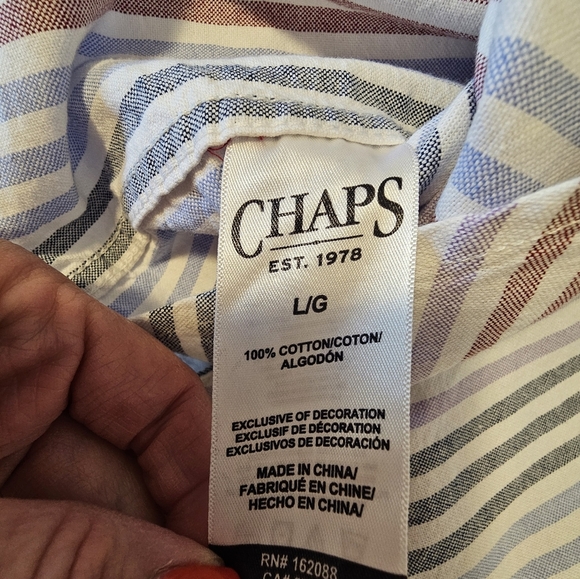 CHAPS
EST. 1978
L/G
100% COTTON/COTON/
ALGODÓN
EXCLUSIVE OF DECORATION
EXCLUSIF DE DÉCORATION
EXCLUSIVOS DE DECORACIÓN
MADE IN CHINA/
FABRIQUÉ EN CHINE/
HECHO EN CHINA/
RN# 162088
CA#